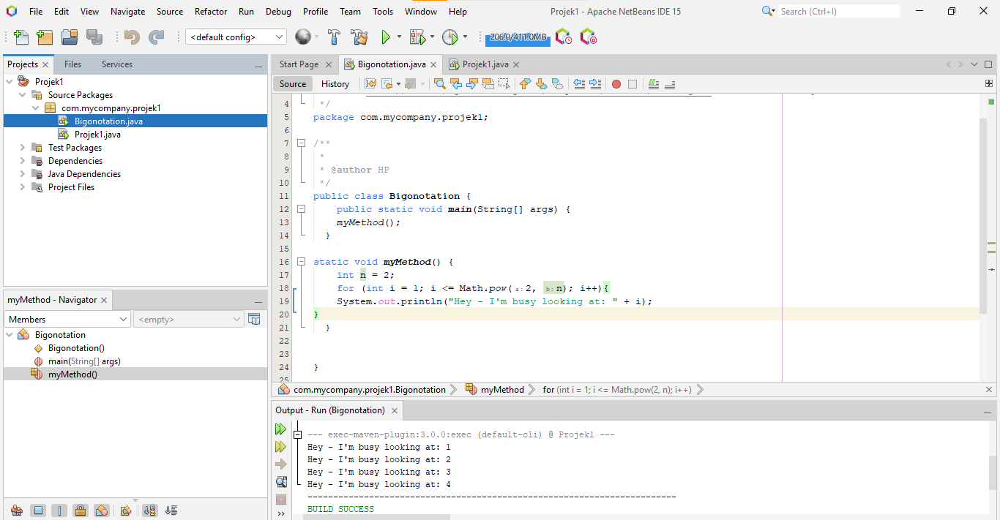 File Edit View Navigate Source Refactor Run Debug Profile Team Tools Window Help Projek1 - Apache NetBeans IDE 15 Search (Ctrl+I)
<default config> 206.0/411.0MB
Projects Files Services
Projek1
Source Packages
com.mycompany.projek1
Bigonotation.java
Projek1.java
Test Packages
Dependencies
Java Dependencies
Project Files
myMethod - Navigator
Members <empty>
Bigonotation
Bigonotation()
main(String[] args)
myMethod()
Start Page Bigonotation.java Projek1.java
Source History
4 */
5 package com.mycompany.projek1;
6
7 /**
8 *
9 * @author HP
10 */
11 public class Bigonotation {
12 public static void main(String[] args) {
13 myMethod();
14 }
15
16 static void myMethod() {
17 int n = 2;
18 for (int i = 1; i <= Math.pow(a:2, b:n); i++){
19 System.out.println("Hey - I'm busy looking at: " + i);
20 }
21 }
22
23
24 }
25
com.mycompany.projek1.Bigonotation myMethod for (int i = 1; i <= Math.pow(2, n); i++)
Output - Run (Bigonotation)
--- exec-maven-plugin:3.0.0:exec (default-cli) @ Projek1 ---
Hey - I'm busy looking at: 1
Hey - I'm busy looking at: 2
Hey - I'm busy looking at: 3
Hey - I'm busy looking at: 4
------------------------------------------------------------------------
BUILD SUCCESS